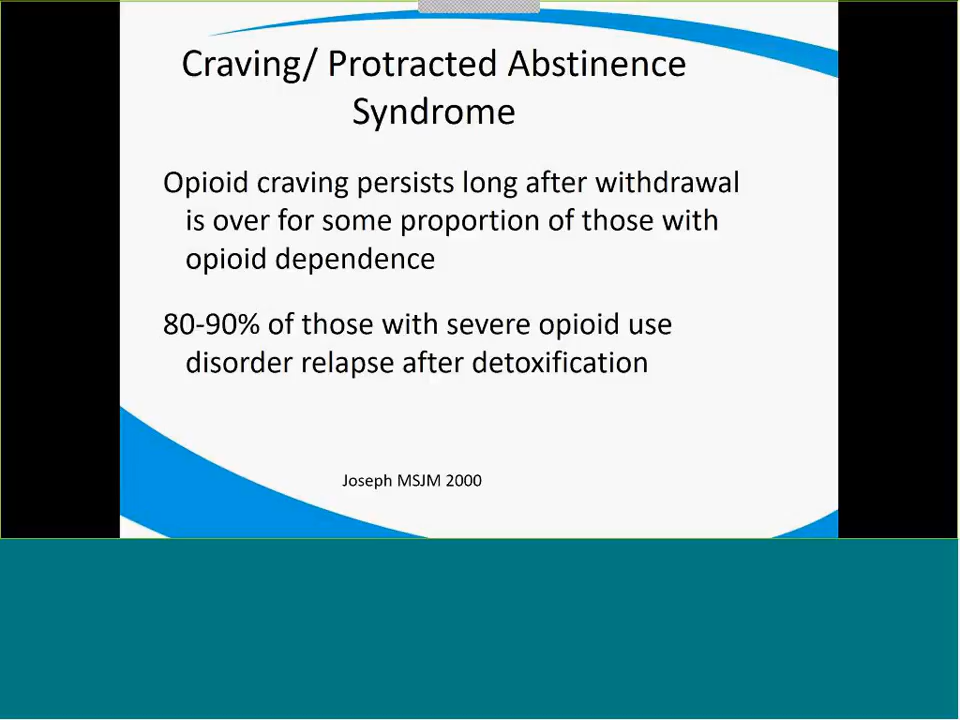 Craving/ Protracted Abstinence
Syndrome
Opioid craving persists long after withdrawal
is over for some proportion of those with
opioid dependence
80-90% of those with severe opioid use
disorder relapse after detoxification
Joseph MSJM 2000